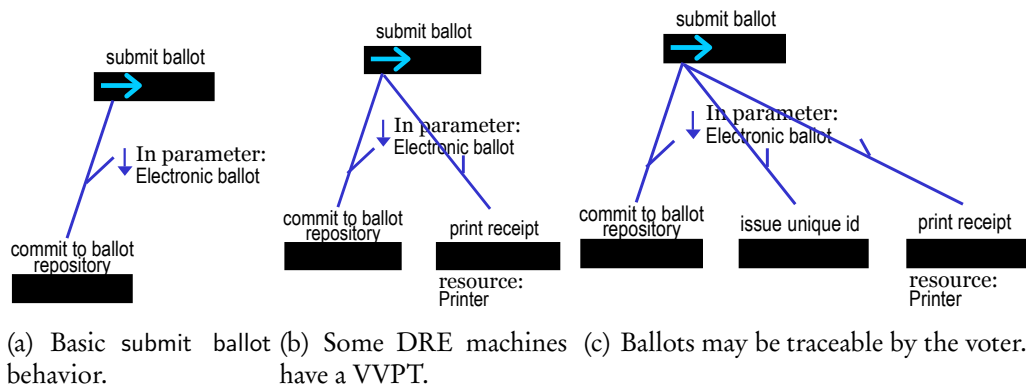 submit ballot
In parameter:
Electronic ballot
commit to ballot
repository
submit ballot
In parameter:
Electronic ballot
commit to ballot
repository
print receipt
resource:
Printer
submit ballot
In parameter:
Electronic ballot
commit to ballot
repository
issue unique id
print receipt
resource:
Printer
(a) Basic submit ballot
behavior.
(b) Some DRE machines
have a VVPT.
(c) Ballots may be traceable by the voter.